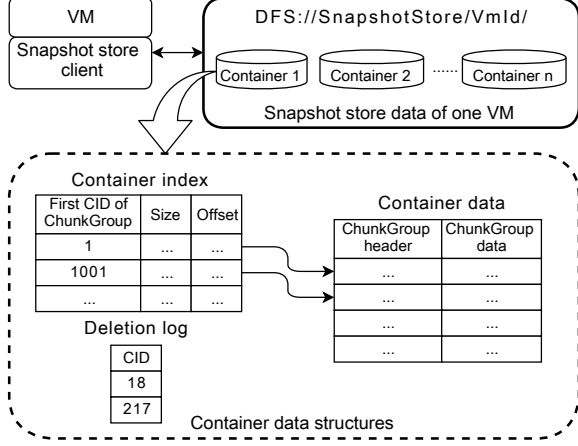 VM
Snapshot store
client
DFS://SnapshotStore/VmId/
Container 1
Container 2
......
Container n
Snapshot store data of one VM
Container index
First CID of
ChunkGroup
Size
Offset
1
...
...
1001
...
...
...
...
...
Container data
ChunkGroup
header
ChunkGroup
data
...
...
...
...
...
...
...
...
Deletion log
CID
18
217
Container data structures